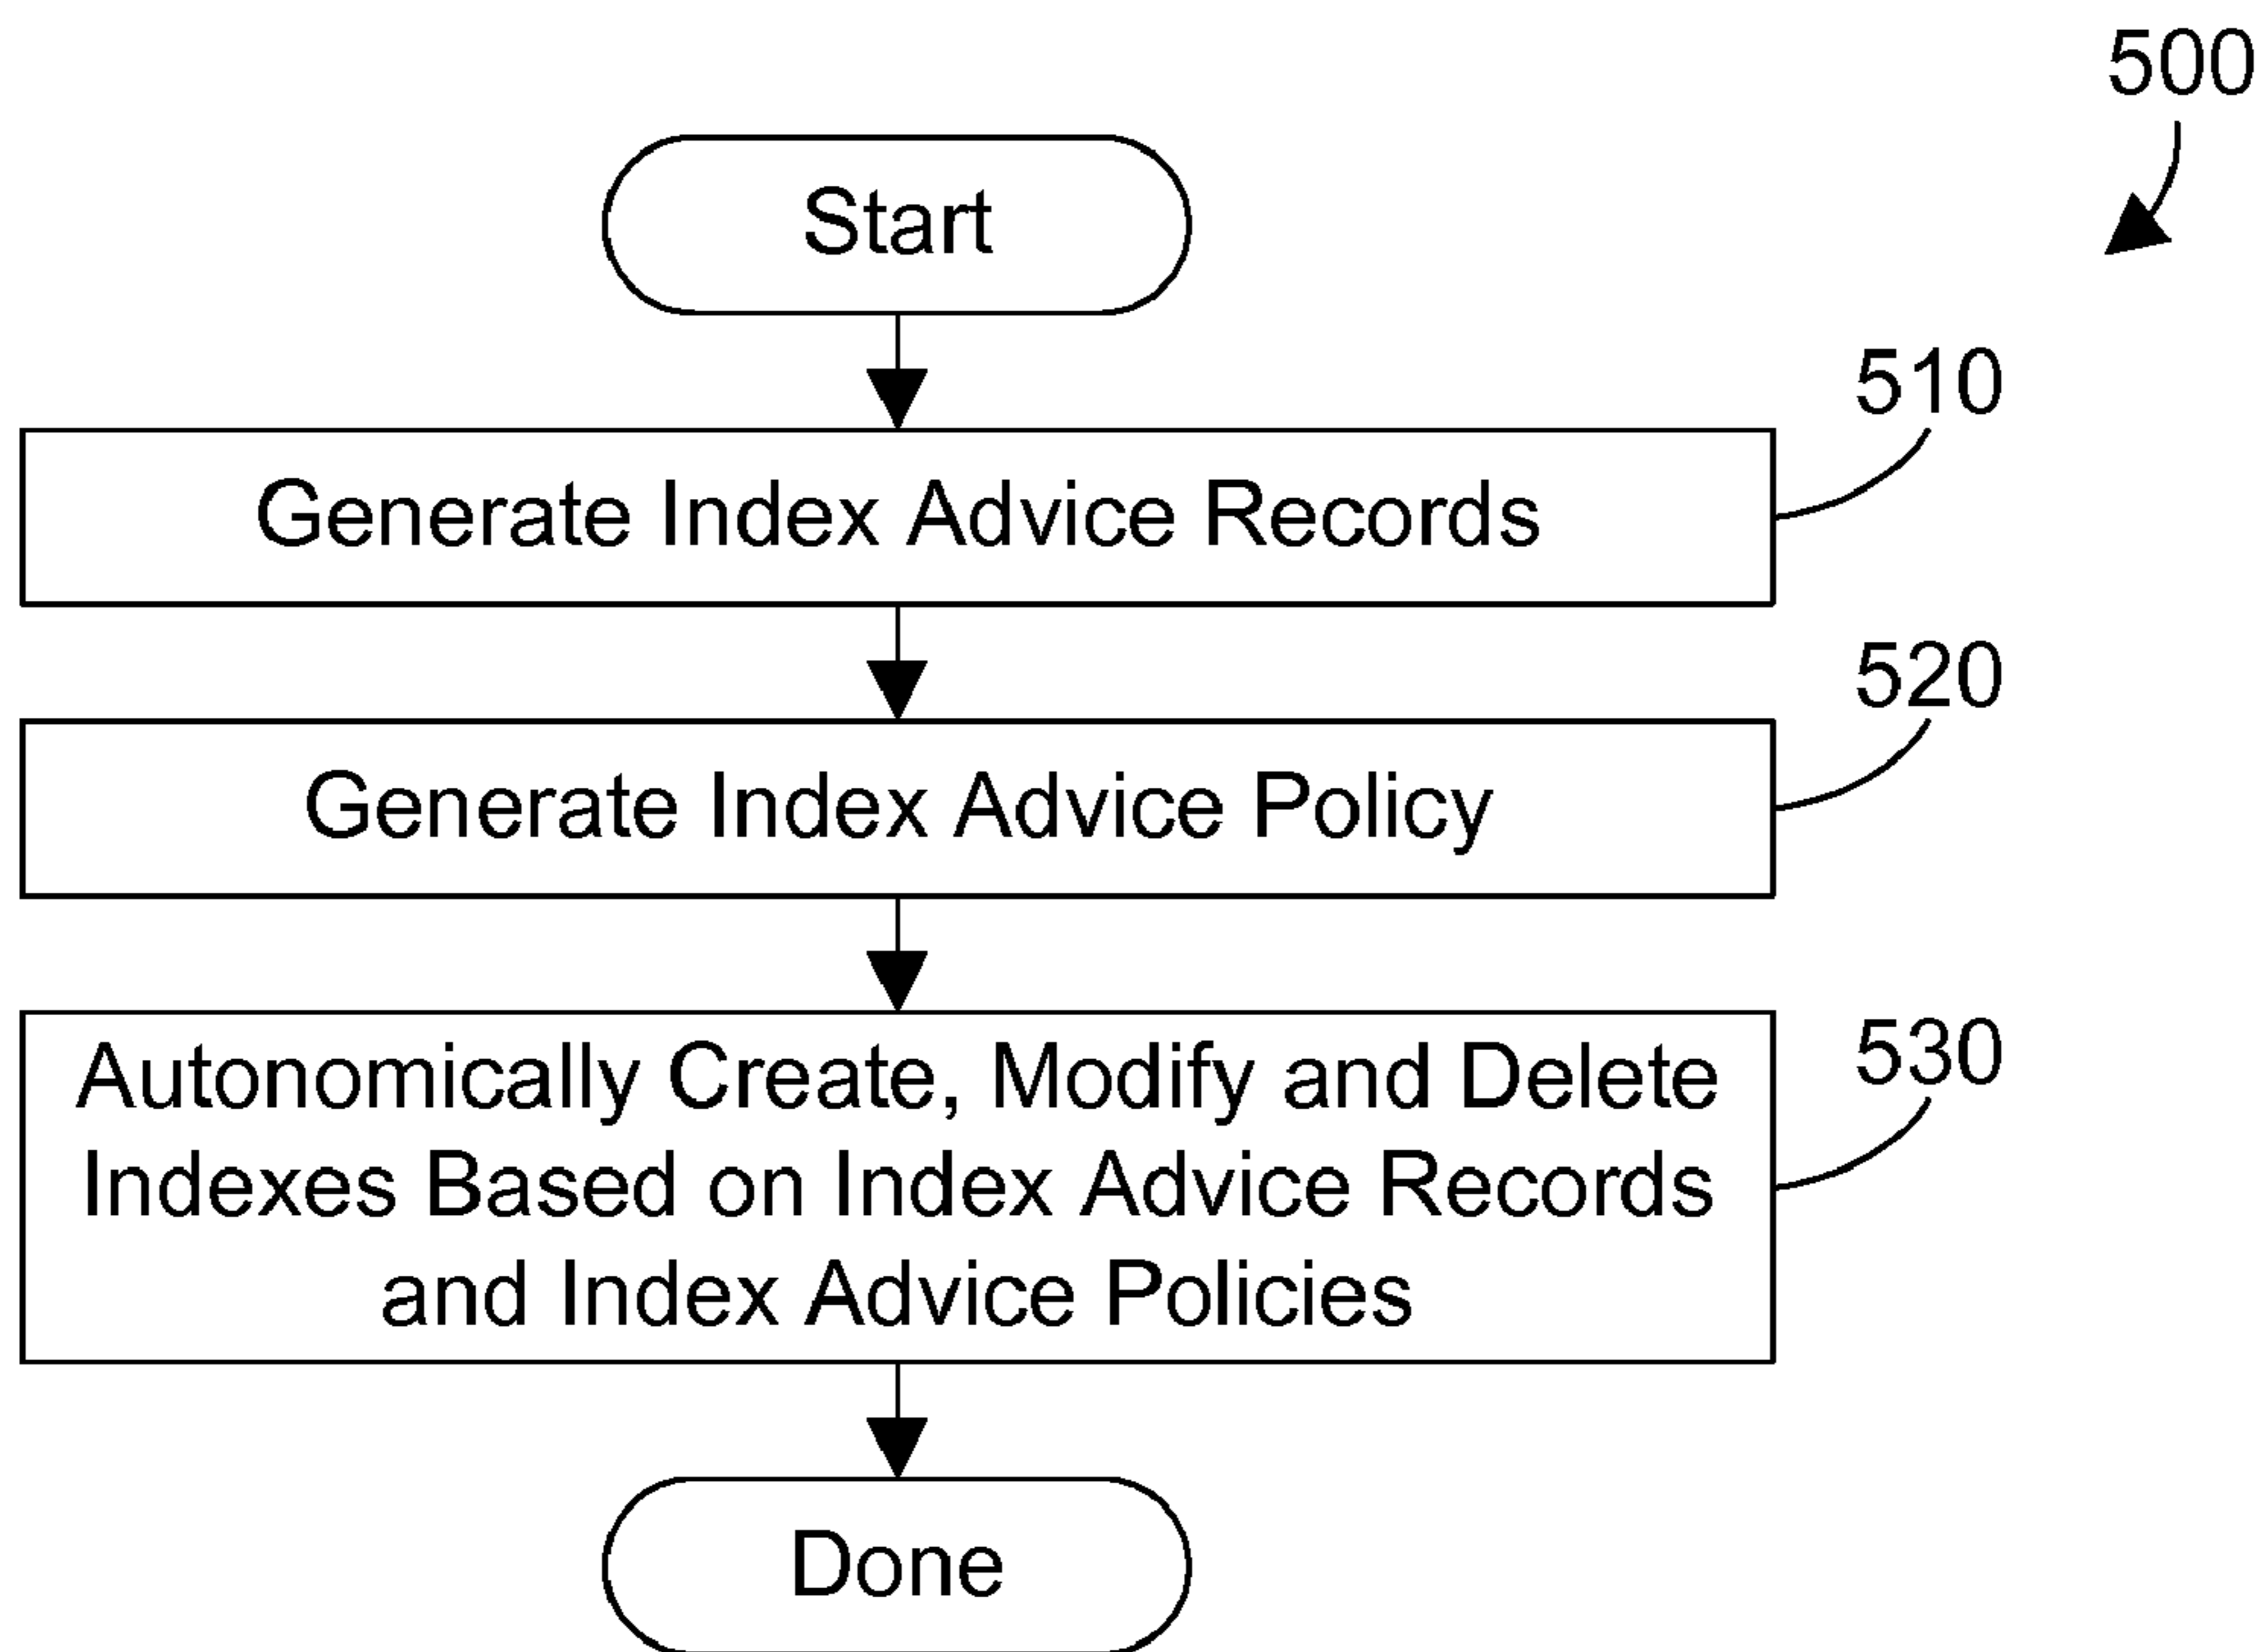 500
Start
510
Generate Index Advice Records
520
Generate Index Advice Policy
530
Autonomically Create, Modify and Delete
Indexes Based on Index Advice Records
and Index Advice Policies
Done